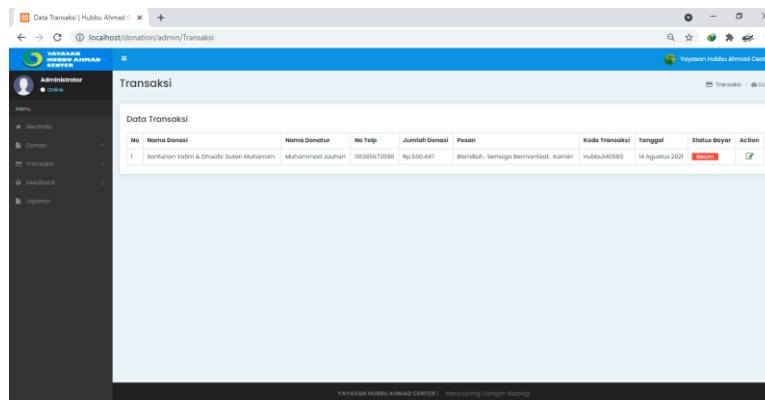 Data Transaksi | Hubbu Ahmad C
localhost/donation/admin/Transaksi
YAYASAN
HUBBU AHMAD
CENTER
Yayasan Hubbu Ahmad Cent
Administrator
Online
Transaksi
Transaksi
Menu
Beranda
Donasi
Transaksi
Feedback
Laporan
Data Transaksi
No Nama Donasi Nama Donatur No Telp Jumlah Donasi Pesan Kode Transaksi Tanggal Status Bayar Action
1 Santunan Yatim & Dhuafa' bulan Muharram Muhammad Jauhari Rp.500.447 Bismillah.. Semoga Bermanfaat.. Aamiin Hubbu140589 14 Agustus 2021 Belum
YAYASAN HUBBU AHMAD CENTER | Menyayangi Dengan Berbagi